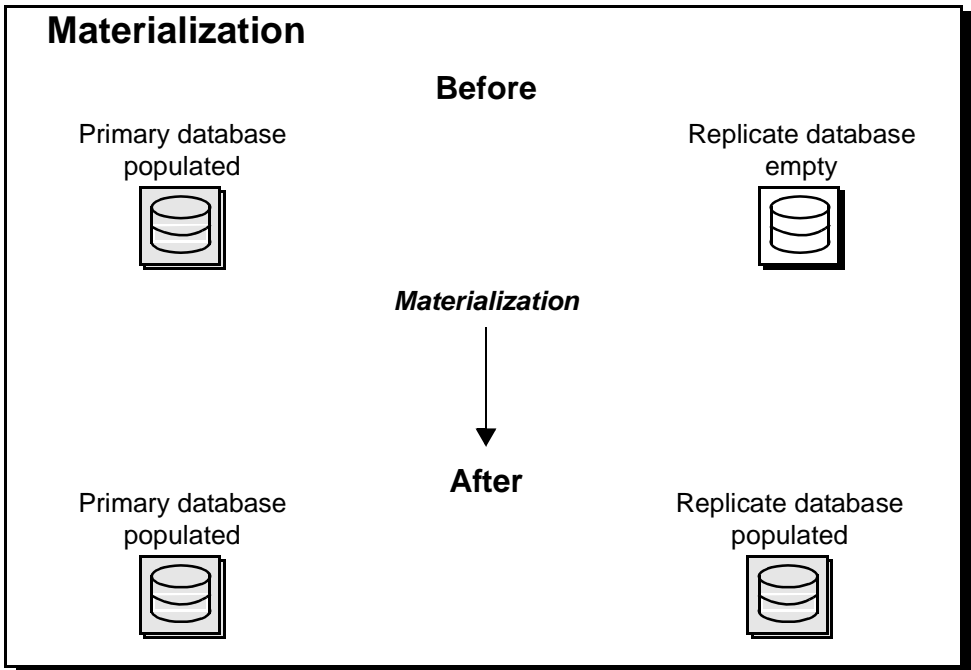 Materialization
Before
Primary database
populated
Replicate database
empty
Materialization
After
Primary database
populated
Replicate database
populated